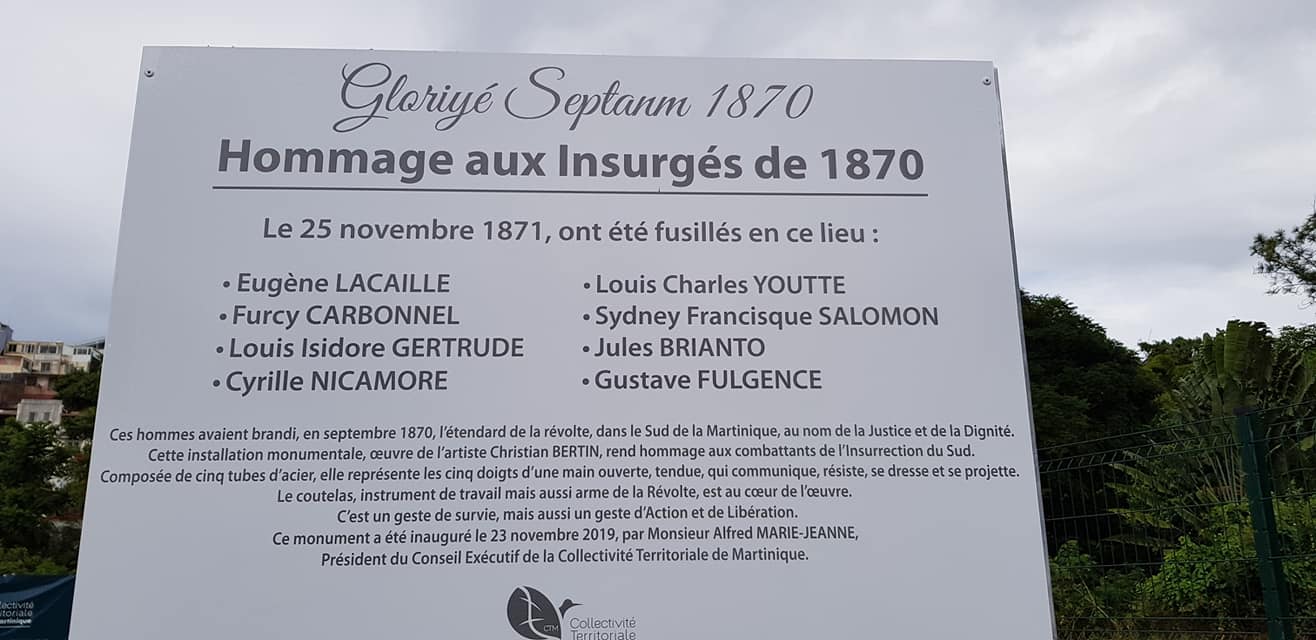 Gloriyé Septanm 1870
Hommage aux Insurgés de 1870
Le 25 novembre 1871, ont été fusillés en ce lieu :
• Eugène LACAILLE
• Furcy CARBONNEL
• Louis Isidore GERTRUDE
• Cyrille NICAMORE
• Louis Charles YOUTTE
• Sydney Francisque SALOMON
• Jules BRIANTO
• Gustave FULGENCE
Ces hommes avaient brandi, en septembre 1870, l'étendard de la révolte, dans le Sud de la Martinique, au nom de la Justice et de la Dignité.
Cette installation monumentale, œuvre de l'artiste Christian BERTIN, rend hommage aux combattants de l'Insurrection du Sud.
Composée de cinq tubes d'acier, elle représente les cinq doigts d'une main ouverte, tendue, qui communique, résiste, se dresse et se projette.
Le coutelas, instrument de travail mais aussi arme de la Révolte, est au cœur de l'œuvre.
C'est un geste de survie, mais aussi un geste d'Action et de Libération.
Ce monument a été inauguré le 23 novembre 2019, par Monsieur Alfred MARIE-JEANNE,
Président du Conseil Exécutif de la Collectivité Territoriale de Martinique.
CTM
Collectivité
Territoriale